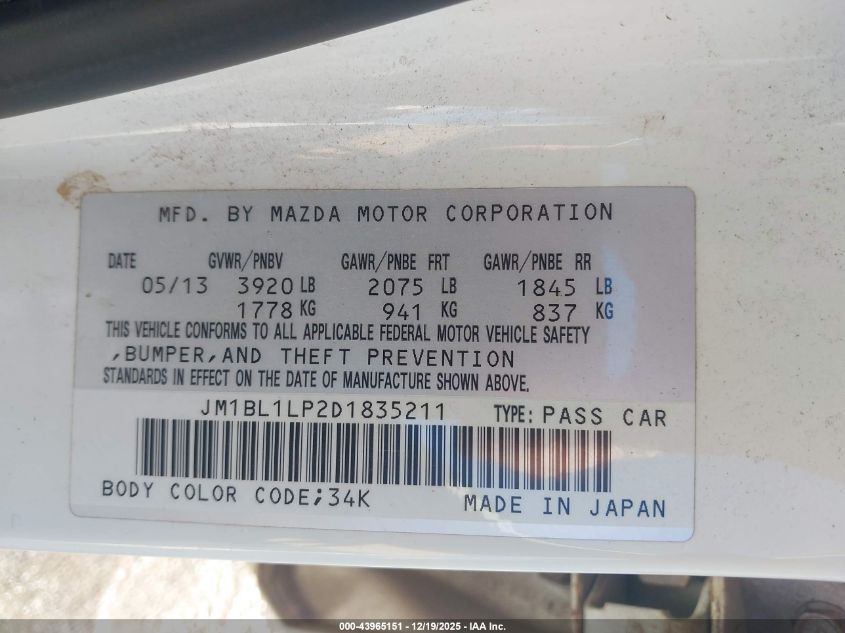 MFD. BY MAZDA MOTOR CORPORATION
DATE GVWR/PNBV GAWR/PNBE FRT GAWR/PNBE RR
05/13 3920 LB 2075 LB 1845 LB
1778 KG 941 KG 837 KG
THIS VEHICLE CONFORMS TO ALL APPLICABLE FEDERAL MOTOR VEHICLE SAFETY
,BUMPER,AND THEFT PREVENTION
STANDARDS IN EFFECT ON THE DATE OF MANUFACTURE SHOWN ABOVE.
JM1BL1LP2D1835211 TYPE: PASS CAR
BODY COLOR CODE;34K MADE IN JAPAN
000-43965151 - 12/19/2025 - IAA Inc.